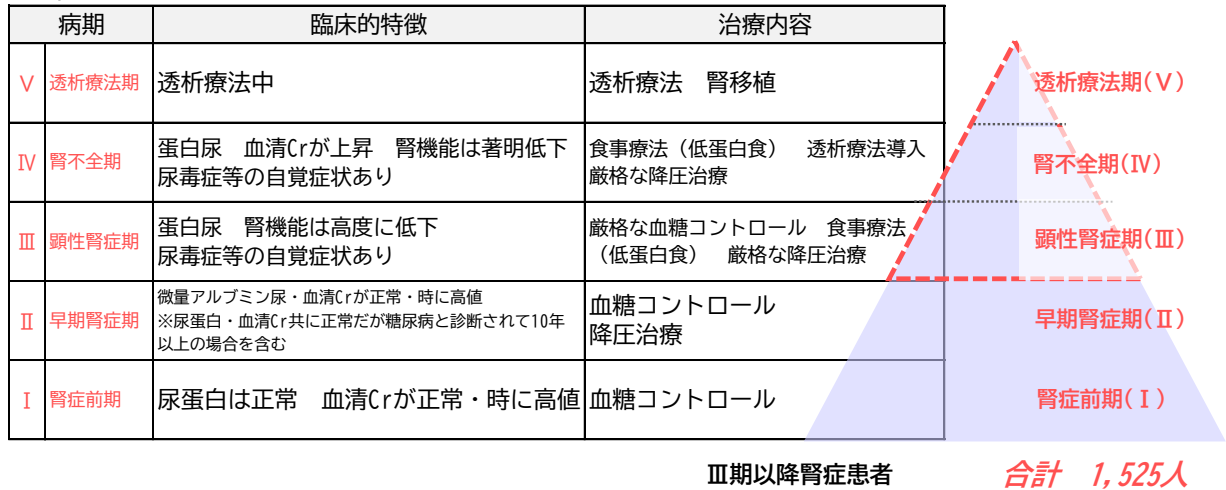 病期 臨床的特徴 治療内容
Ⅴ 透析療法期 透析療法中 透析療法　腎移植
透析療法期(Ⅴ)
Ⅳ 腎不全期 蛋白尿　血清Crが上昇　腎機能は著明低下
尿毒症等の自覚症状あり
食事療法（低蛋白食）　透析療法導入
厳格な降圧治療
腎不全期(Ⅳ)
Ⅲ 顕性腎症期 蛋白尿　腎機能は高度に低下
尿毒症等の自覚症状あり
厳格な血糖コントロール　食事療法
（低蛋白食）　厳格な降圧治療
顕性腎症期(Ⅲ)
Ⅱ 早期腎症期 微量アルブミン尿・血清Crが正常・時に高値
※尿蛋白・血清Cr共に正常だが糖尿病と診断されて10年
以上の場合を含む
血糖コントロール
降圧治療
早期腎症期(Ⅱ)
Ⅰ 腎症前期 尿蛋白は正常　血清Crが正常・時に高値 血糖コントロール
腎症前期(Ⅰ)
Ⅲ期以降腎症患者 合計　1,525人